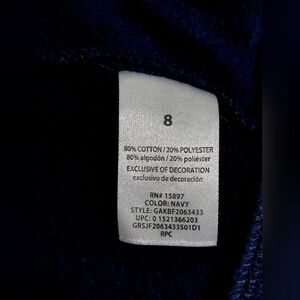 8
80% COTTON / 20% POLYESTER
80% algodón / 20% poliéster
EXCLUSIVE OF DECORATION
exclusivo de decoración
RN# 15897
COLOR: NAVY
STYLE: GAKBF2063433
UPC: 0 1521366203
GRSJF2063433501D1
RPC